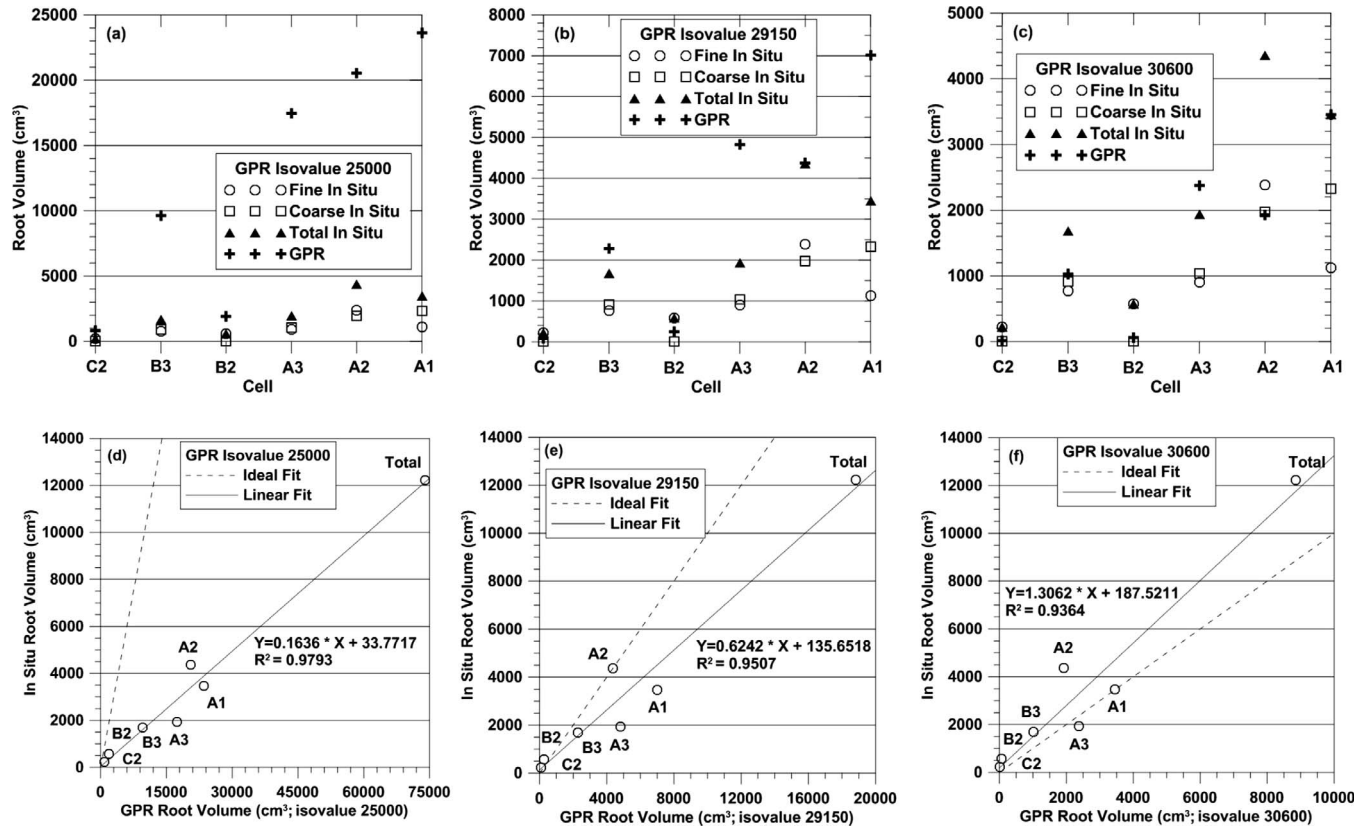 (a)
GPR Isovalue 25000
Fine In Situ
Coarse In Situ
Total In Situ
GPR
Root Volume (cm³)
25000
20000
15000
10000
5000
0
C2 B3 B2 A3 A2 A1
Cell
(b)
GPR Isovalue 29150
Fine In Situ
Coarse In Situ
Total In Situ
GPR
Root Volume (cm³)
8000
7000
6000
5000
4000
3000
2000
1000
0
C2 B3 B2 A3 A2 A1
Cell
(c)
GPR Isovalue 30600
Fine In Situ
Coarse In Situ
Total In Situ
GPR
Root Volume (cm³)
5000
4000
3000
2000
1000
0
C2 B3 B2 A3 A2 A1
Cell
(d)
GPR Isovalue 25000
Ideal Fit
Linear Fit
Total
In Situ Root Volume (cm³)
14000
12000
10000
8000
6000
4000
2000
0
Y=0.1636 * X + 33.7717
R² = 0.9793
A2
A1
B2
B3
A3
C2
0 15000 30000 45000 60000 75000
GPR Root Volume (cm³; isovalue 25000)
(e)
GPR Isovalue 29150
Ideal Fit
Linear Fit
Total
In Situ Root Volume (cm³)
14000
12000
10000
8000
6000
4000
2000
0
Y=0.6242 * X + 135.6518
R² = 0.9507
A2
A1
B2
B3
A3
C2
0 4000 8000 12000 16000 20000
GPR Root Volume (cm³; isovalue 29150)
(f)
GPR Isovalue 30600
Ideal Fit
Linear Fit
Total
In Situ Root Volume (cm³)
14000
12000
10000
8000
6000
4000
2000
0
Y=1.3062 * X + 187.5211
R² = 0.9364
A2
B3
A1
B2
A3
C2
0 2000 4000 6000 8000 10000
GPR Root Volume (cm³; isovalue 30600)